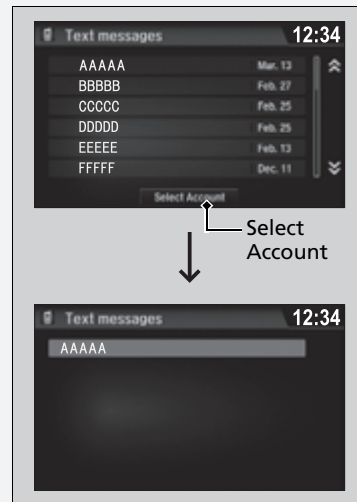 Text messages 12:34
AAAAA Mar. 13
BBBBB Feb. 27
CCCCC Feb. 25
DDDDD Feb. 25
EEEEE Feb. 13
FFFFF Dec. 11
Select Account
Select
Account
Text messages 12:34
AAAAA